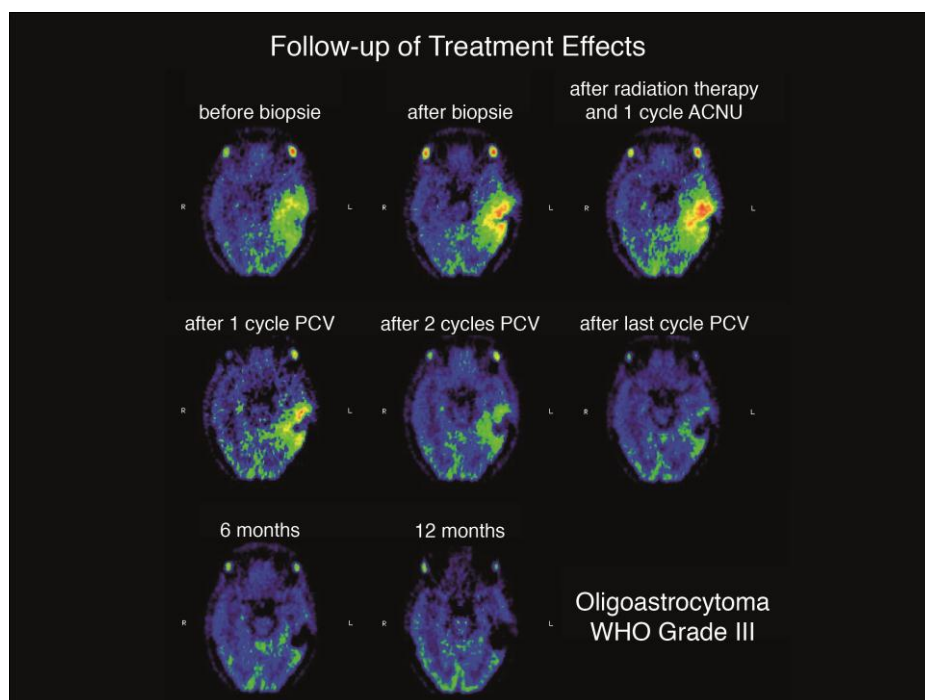 Follow-up of Treatment Effects
before biopsie
after biopsie
after radiation therapy
and 1 cycle ACNU
R
L
R
L
R
L
after 1 cycle PCV
after 2 cycles PCV
after last cycle PCV
R
L
R
L
R
L
6 months
12 months
R
L
R
L
Oligoastrocytoma
WHO Grade III